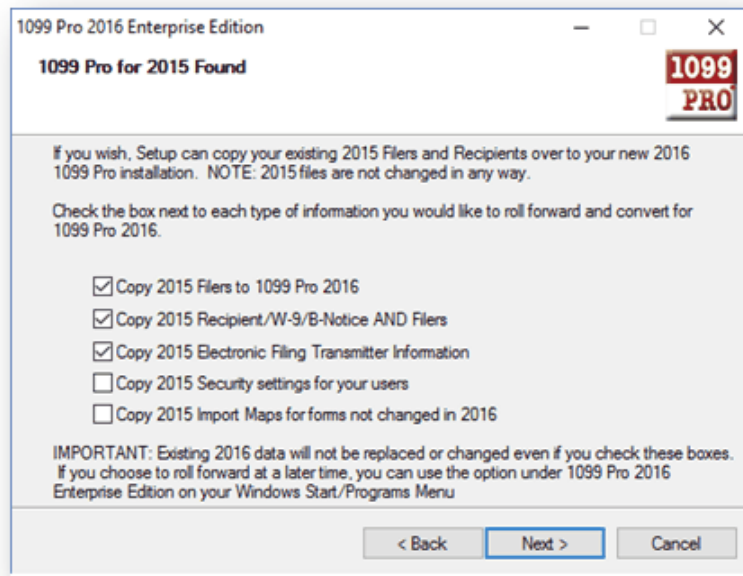 1099 Pro 2016 Enterprise Edition
1099 Pro for 2015 Found
1099
PRO
If you wish, Setup can copy your existing 2015 Filers and Recipients over to your new 2016
1099 Pro installation. NOTE: 2015 files are not changed in any way.
Check the box next to each type of information you would like to roll forward and convert for
1099 Pro 2016.
Copy 2015 Filers to 1099 Pro 2016
Copy 2015 Recipient/W-9/B-Notice AND Filers
Copy 2015 Electronic Filing Transmitter Information
Copy 2015 Security settings for your users
Copy 2015 Import Maps for forms not changed in 2016
IMPORTANT: Existing 2016 data will not be replaced or changed even if you check these boxes.
If you choose to roll forward at a later time, you can use the option under 1099 Pro 2016
Enterprise Edition on your Windows Start/Programs Menu
< Back
Next >
Cancel